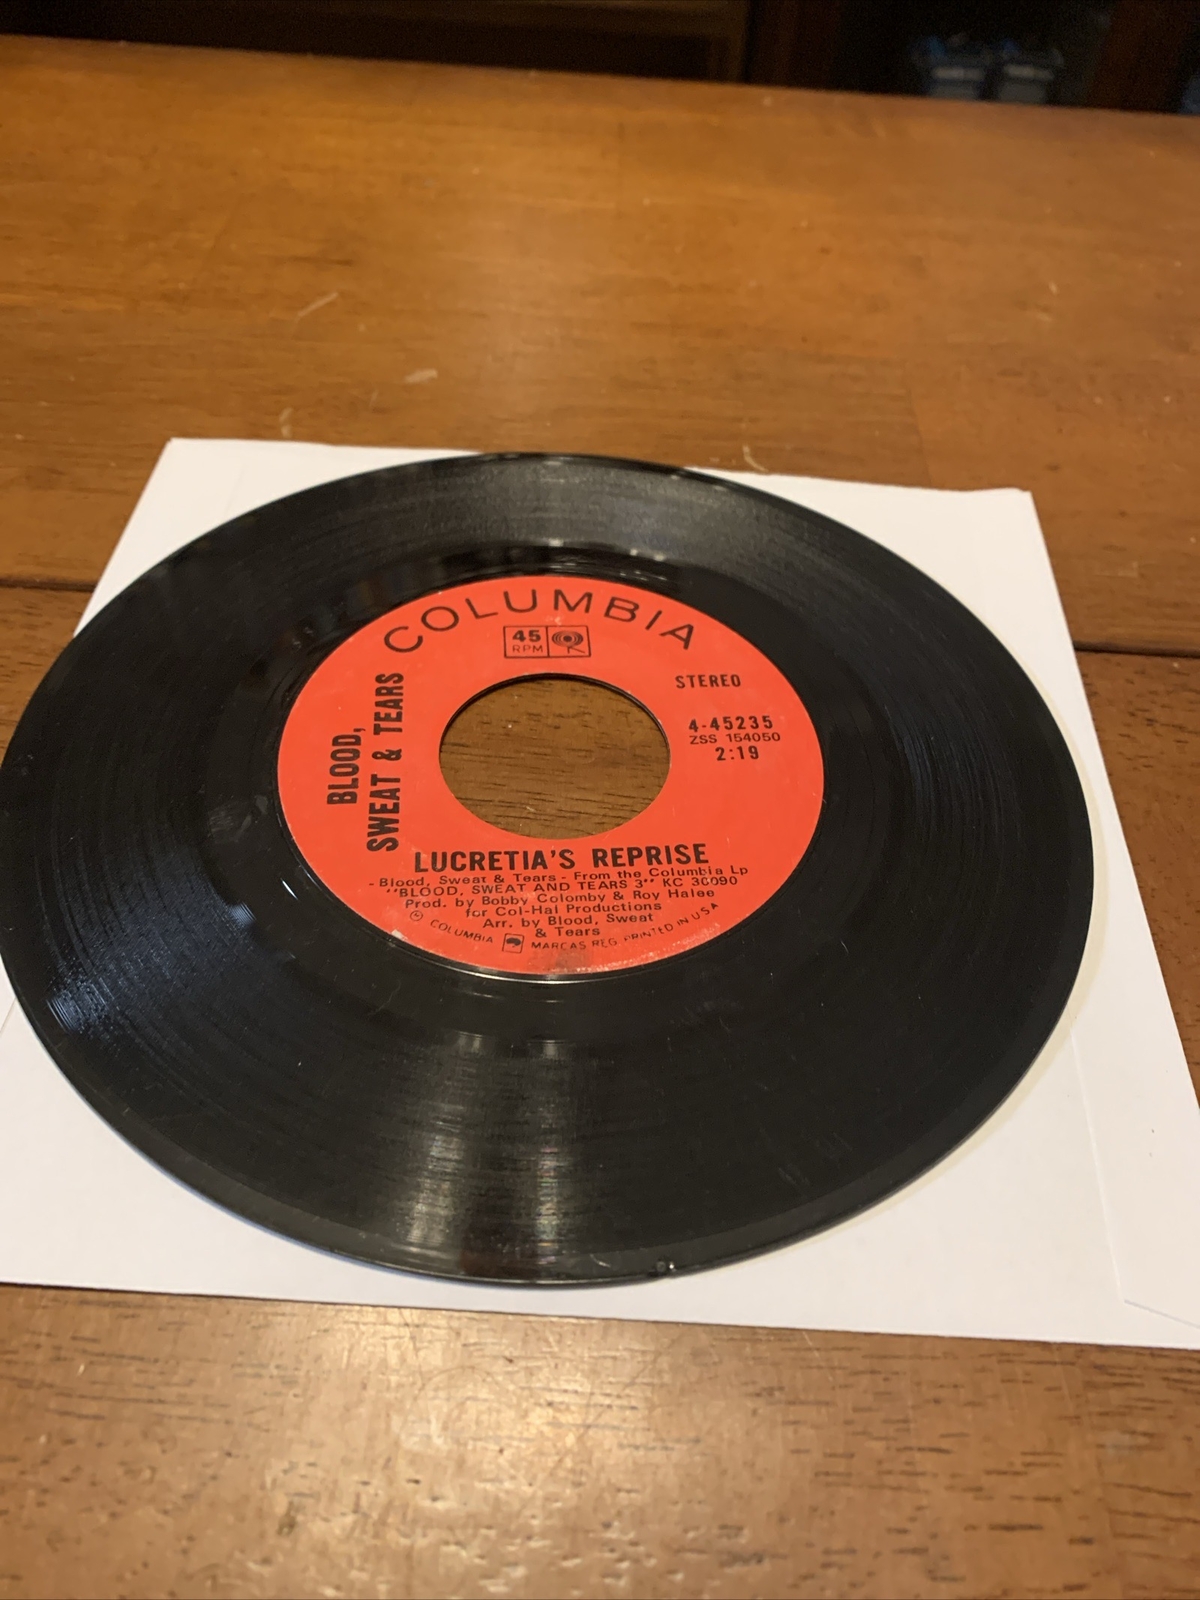 COLUMBIA
45
RPM
STEREO
4-45235
ZSS 154050
2:19
BLOOD,
SWEAT & TEARS
LUCRETIA'S REPRISE
- Blood, Sweat & Tears - From the Columbia Lp
"BLOOD, SWEAT AND TEARS 3" KC 30090
Prod. by Bobby Colomby & Roy Halee
for Col-Hal Productions
Arr. by Blood, Sweat
& Tears
© COLUMBIA MARCAS REG. PRINTED IN USA